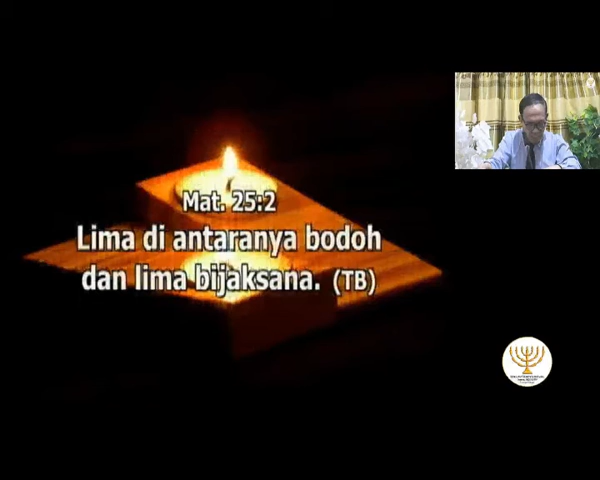 Mat. 25:2
Lima di antaranya bodoh
dan lima bijaksana. (TB)